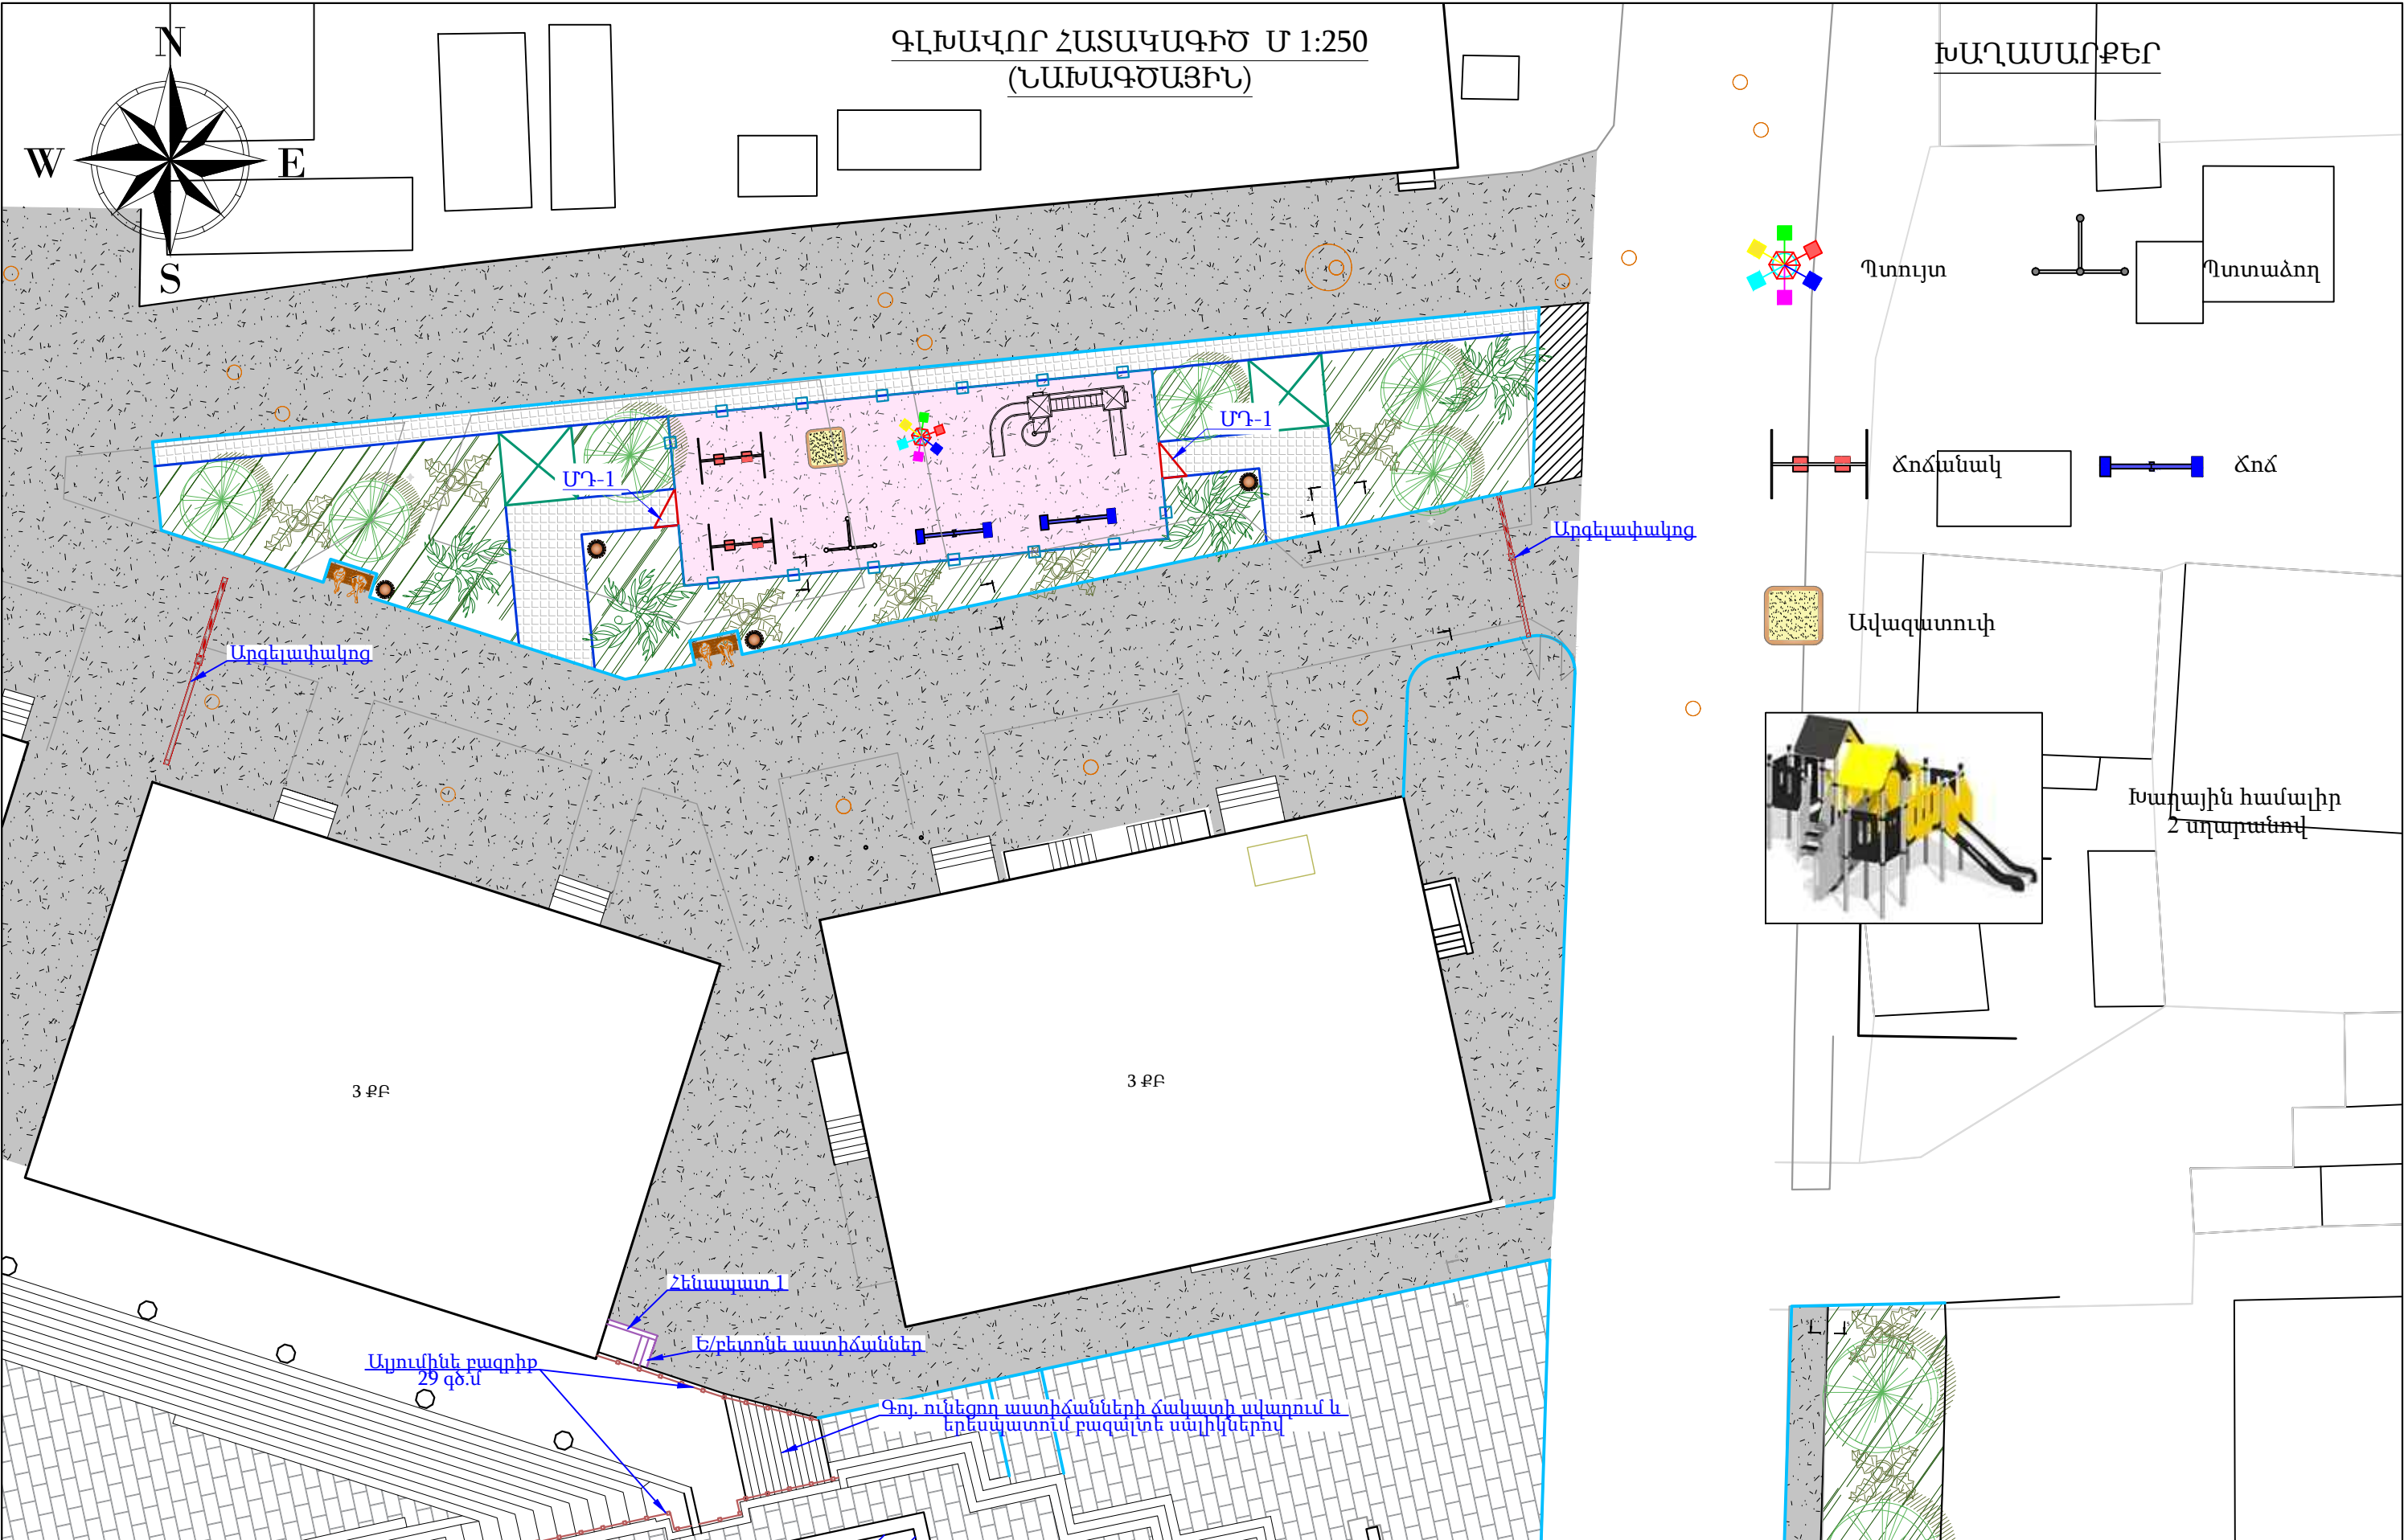 ԳԼԽԱՎՈՐ ՀԱՏԱԿԱԳԻԾ Մ 1:250
(ՆԱԽԱԳԾԱՅԻՆ)
ԽԱՂԱՍԱՐՔԵՐ
N
W
E
S
Պտույտ
Պտտաձող
ՄԴ-1
ՄԴ-1
Ճոճանակ
Ճոճ
Արգելափակոց
Ավազատուփ
Արգելափակոց
Խաղային համալիր
2 սղարանով
3 ՔԲ
3 ՔԲ
Հենապատ 1
Ե/բետոնե աստիճաններ
Ալյումինե բազրիք
29 գծ.մ
Գոյ. ունեցող աստիճանների ճակատի սվաղում և
երեսպատում բազալտե սալիկներով